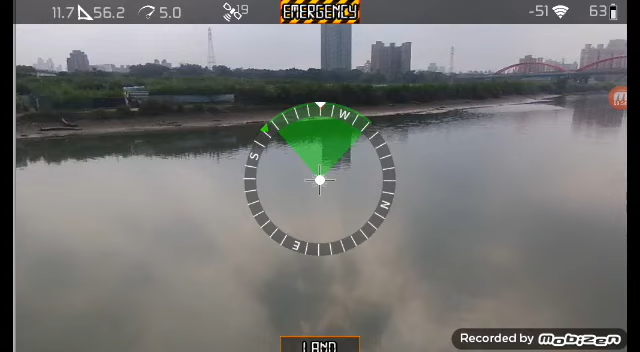 11.7 56.2 5.0 19 EMERGENCY -51 63
W
S
N
E
LAND
Recorded by MOBIZEN